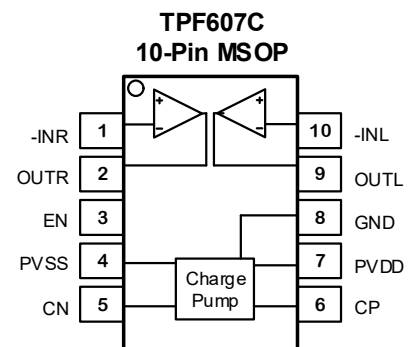 TPF607C
10-Pin MSOP
-INR 1 + - + - 10 -INL
OUTR 2 9 OUTL
EN 3 8 GND
PVSS 4 7 PVDD
Charge
Pump
CN 5 6 CP